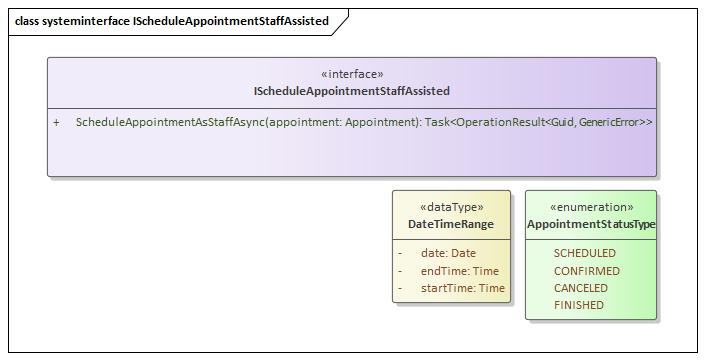 class systeminterface IScheduleAppointmentStaffAssisted
«interface»
IScheduleAppointmentStaffAssisted
+ ScheduleAppointmentAsStaffAsync(appointment: Appointment): Task<OperationResult<Guid, GenericError>>
«dataType»
DateTimeRange
- date: Date
- endTime: Time
- startTime: Time
«enumeration»
AppointmentStatusType
SCHEDULED
CONFIRMED
CANCELED
FINISHED